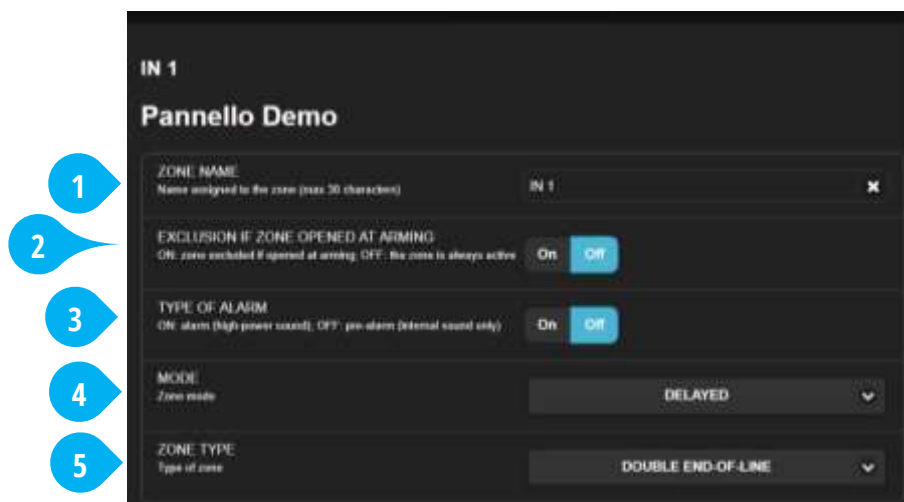 IN 1
Pannello Demo
1
ZONE NAME
Name assigned to the zone (max 30 characters)
IN 1
2
EXCLUSION IF ZONE OPENED AT ARMING
ON: zone excluded if opened at arming, OFF: the zone is always active
On Off
3
TYPE OF ALARM
ON: alarm (high power sound), OFF: pre-alarm (internal sound only)
On Off
4
MODE
Zone mode
DELAYED
5
ZONE TYPE
Type of zone
DOUBLE END-OF-LINE